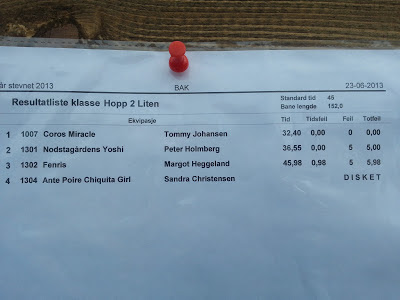 år stevnet 2013 BAK 23-06-2013
Resultatliste klasse Hopp 2 Liten Standard tid 45
Bane lengde 152,0
Ekvipasje Tid Tidsfeil Feil Totfeil
1 1007 Coros Miracle Tommy Johansen 32,40 0,00 0 0,00
2 1301 Nodstagårdens Yoshi Peter Holmberg 36,55 0,00 5 5,00
3 1302 Fenris Margot Heggeland 45,98 0,98 5 5,98
4 1304 Ante Poire Chiquita Girl Sandra Christensen DISKET